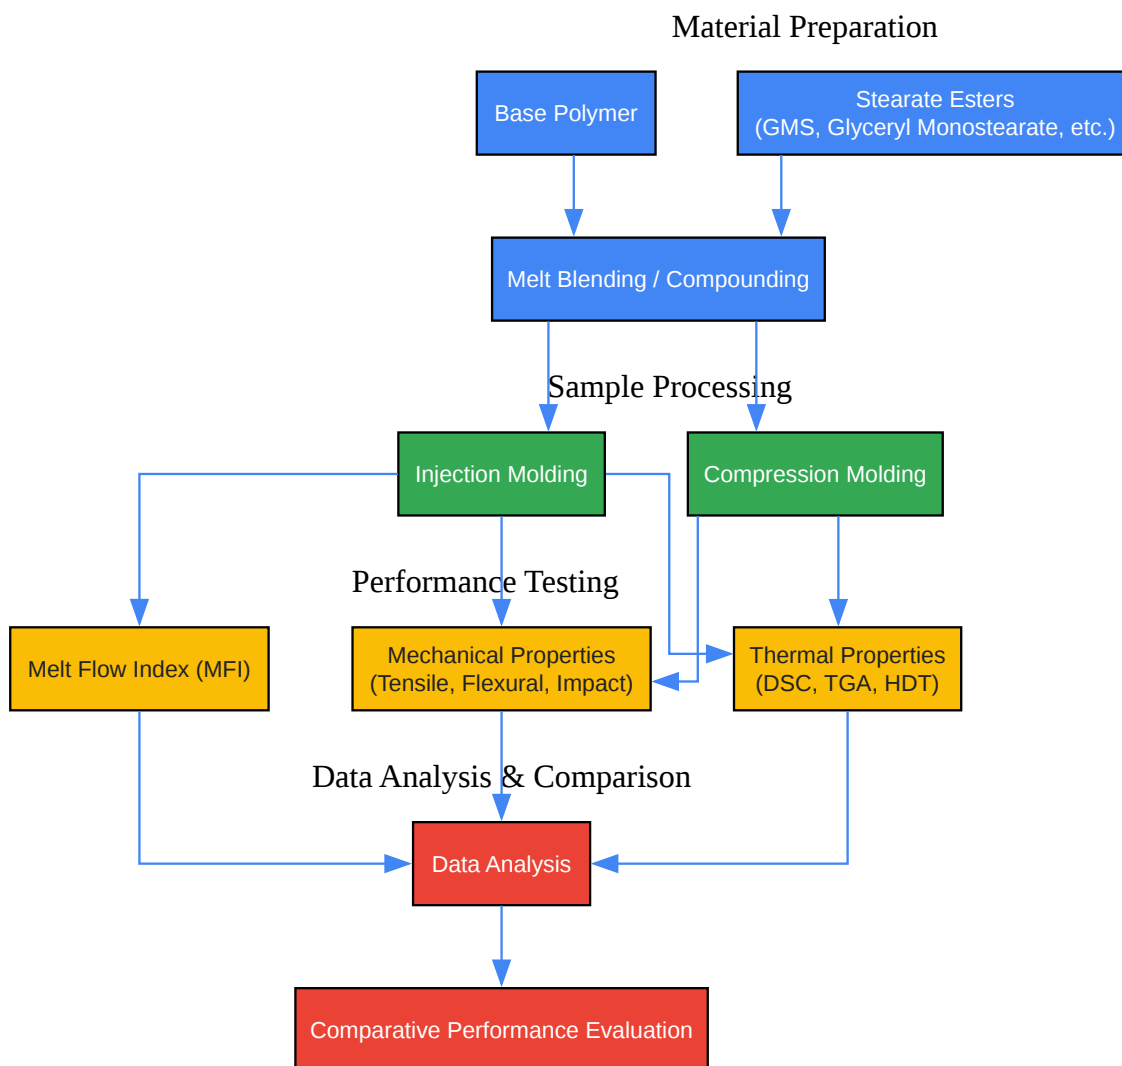 Material Preparation
Base Polymer
Stearate Esters
(GMS, Glyceryl Monostearate, etc.)
Melt Blending / Compounding
Sample Processing
Injection Molding
Compression Molding
Performance Testing
Melt Flow Index (MFI)
Mechanical Properties
(Tensile, Flexural, Impact)
Thermal Properties
(DSC, TGA, HDT)
Data Analysis & Comparison
Data Analysis
Comparative Performance Evaluation